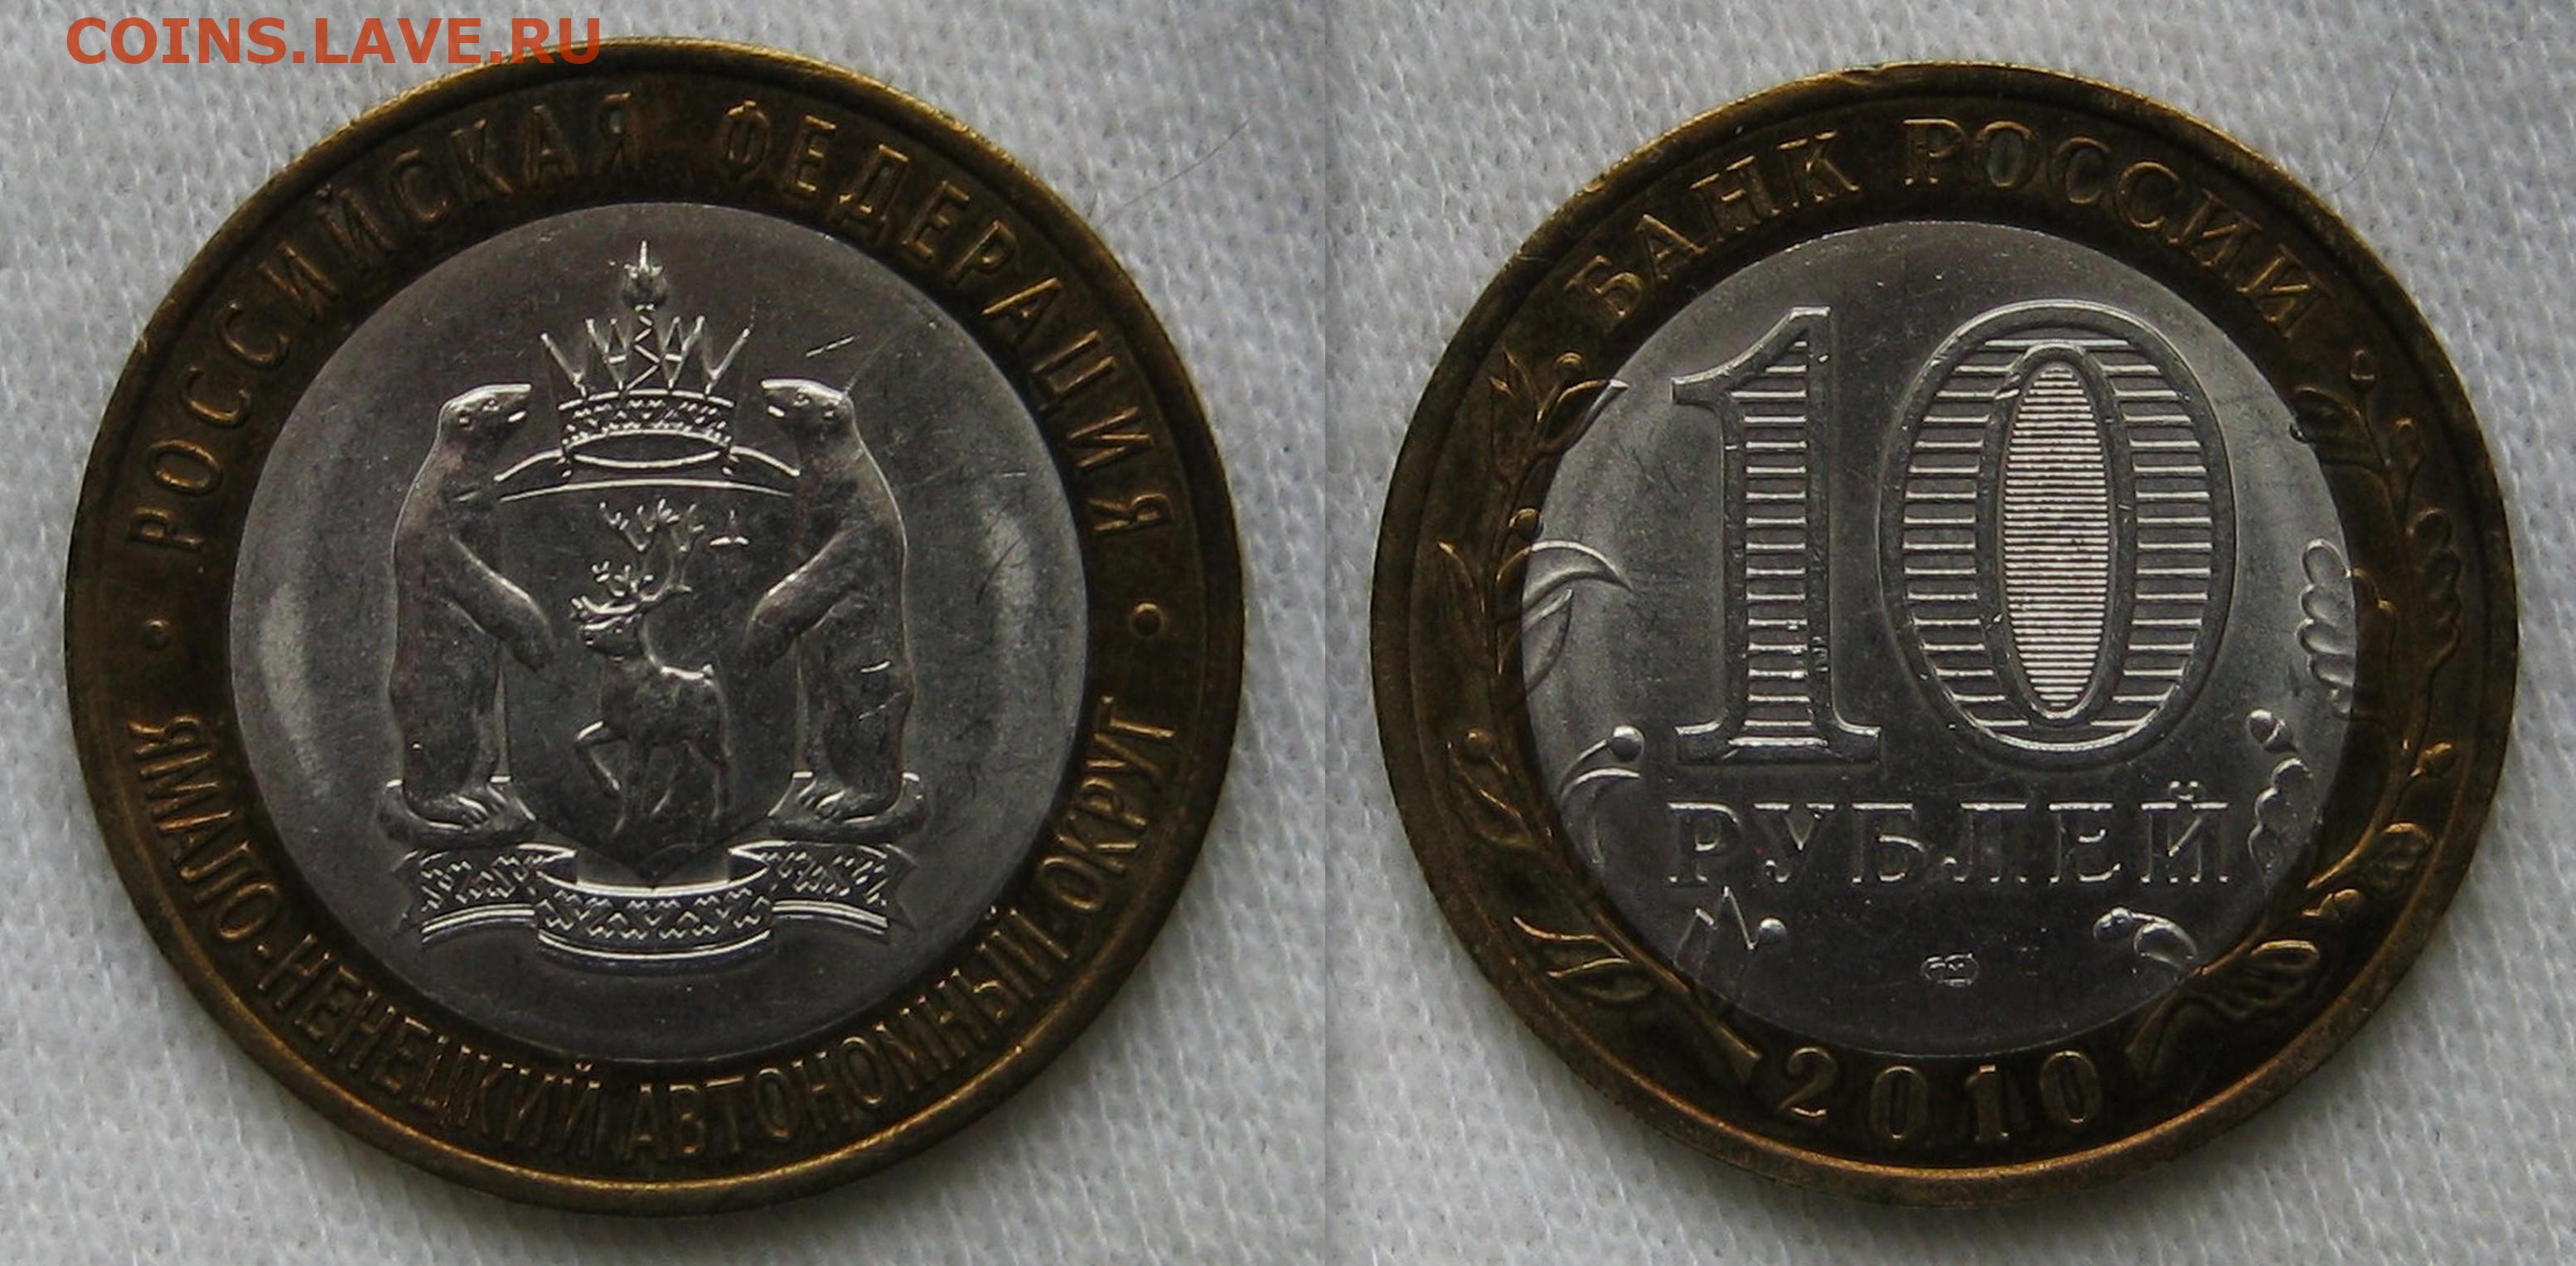 COINS.LAVE.RU
РОССИЙСКАЯ ФЕДЕРАЦИЯ
ЯМАЛО-НЕНЕЦКИЙ АВТОНОМНЫЙ ОКРУГ
БАНК РОССИИ
10
РУБЛЕЙ
2010